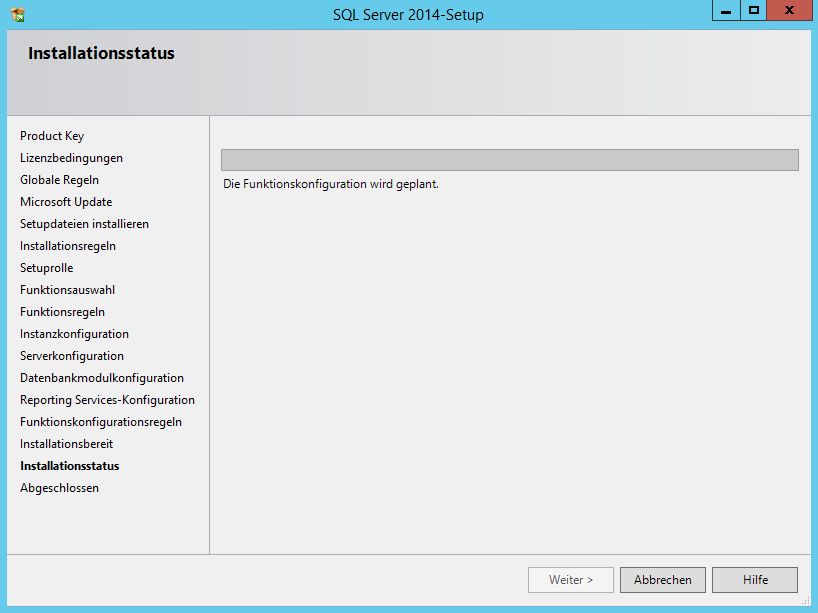 SQL Server 2014-Setup
Installationsstatus
Product Key
Lizenzbedingungen
Globale Regeln
Microsoft Update
Setupdateien installieren
Installationsregeln
Setuprolle
Funktionsauswahl
Funktionsregeln
Instanzkonfiguration
Serverkonfiguration
Datenbankmodulkonfiguration
Reporting Services-Konfiguration
Funktionskonfigurationsregeln
Installationsbereit
Installationsstatus
Abgeschlossen
Die Funktionskonfiguration wird geplant.
Weiter >
Abbrechen
Hilfe